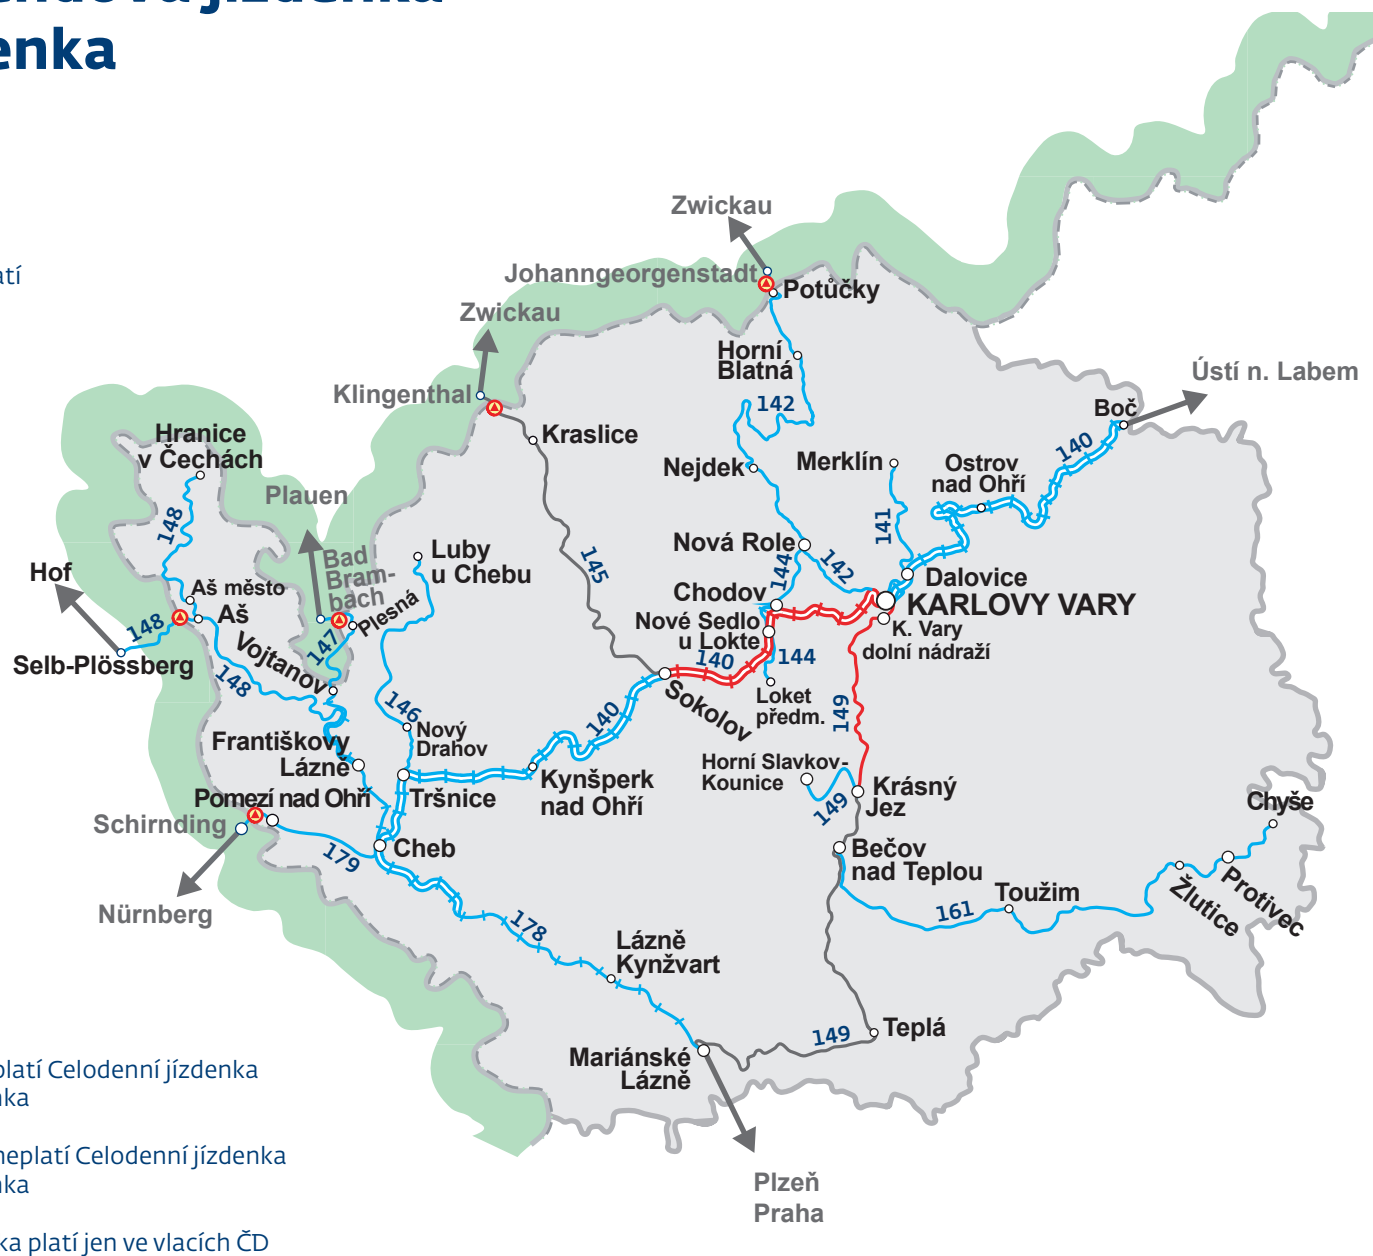 enka
atí
Zwickau
Johanngeorgenstadt
Potůčky
Zwickau
Klingenthal
Horní
Blatná
142
Ústí n. Labem
Boč
140
Kraslice
Hranice
v Čechách
Nejdek
Merklín
Ostrov
nad Ohří
Plauen
148
141
145
Nová Role
142
144
Luby
u Chebu
Bad
Bram-
bach
Hof
Aš město
Aš
Plesná
Chodov
Dalovice
KARLOVY VARY
Nové Sedlo
u Lokte
K. Vary
dolní nádraží
148
Selb-Plössberg
Vojtanov
147
148
140
144
Sokolov
Loket
předm.
149
146
Nový
Drahov
140
Františkovy
Lázně
Horní Slavkov-
Kounice
Kynšperk
nad Ohří
Tršnice
Krásný
Jez
149
Pomezí nad Ohří
Schirnding
Chyše
179
Cheb
Bečov
nad Teplou
Toužim
161
Žlutice
Protivec
Nürnberg
178
Lázně
Kynžvart
Teplá
149
Mariánské
Lázně
platí Celodenní jízdenka
nka
neplatí Celodenní jízdenka
nka
Plzeň
Praha
ka platí jen ve vlacích ČD